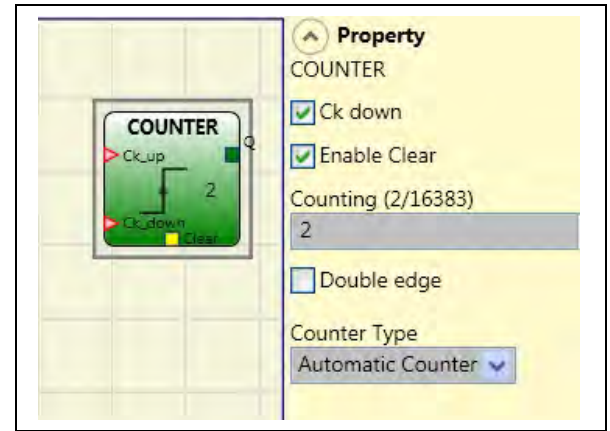 Property
COUNTER
Ck down
Enable Clear
Counting (2/16383)
2
Double edge
Counter Type
Automatic Counter
COUNTER
Q
Ck_up
2
Ck_down
Clear